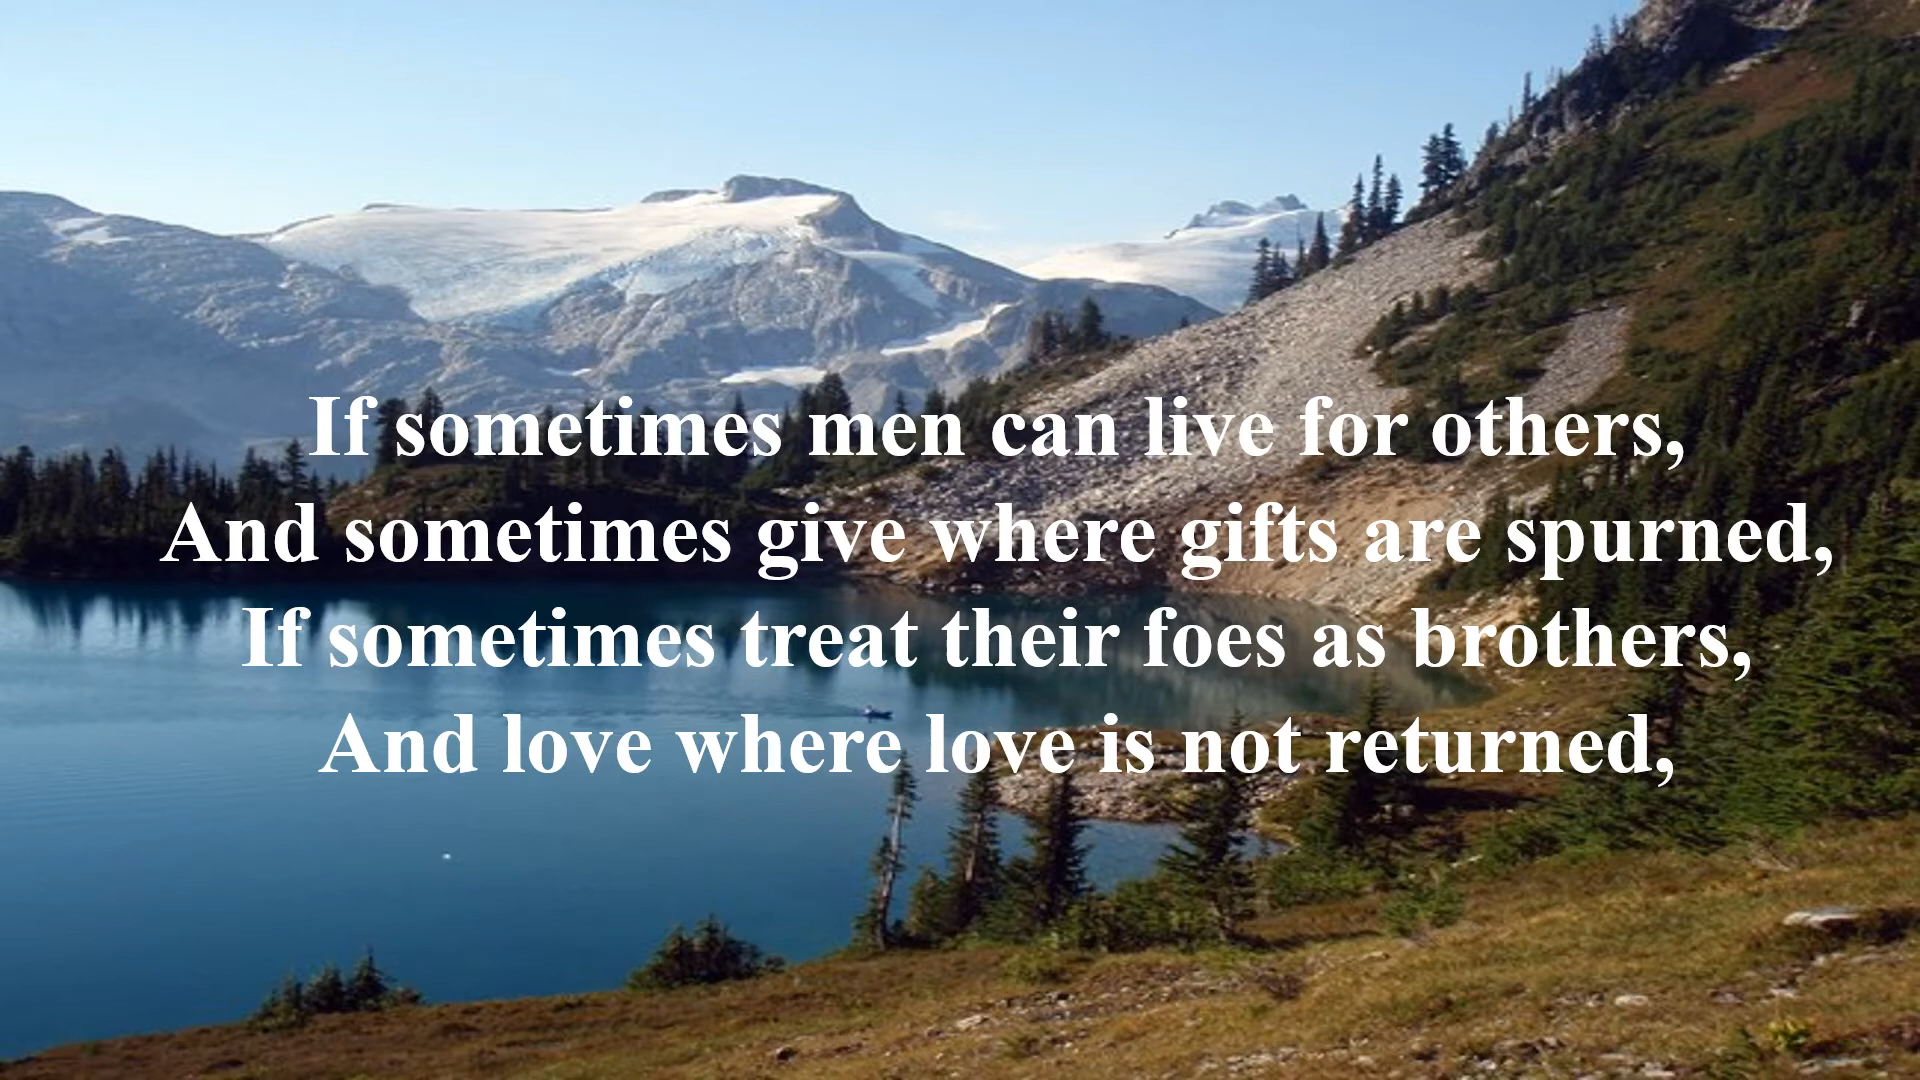 If sometimes men can live for others,
And sometimes give where gifts are spurned,
If sometimes treat their foes as brothers,
And love where love is not returned,